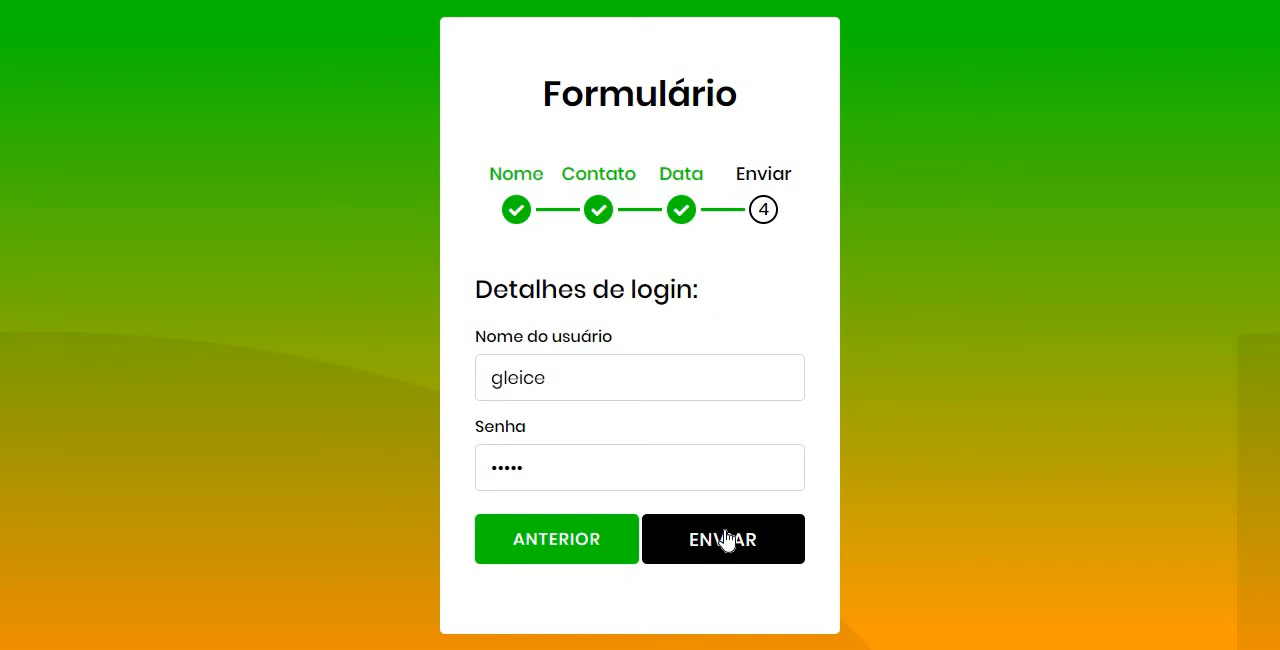 Formulário
Nome Contato Data Enviar
4
Detalhes de login:
Nome do usuário
gleice
Senha
•••••
ANTERIOR ENVIAR